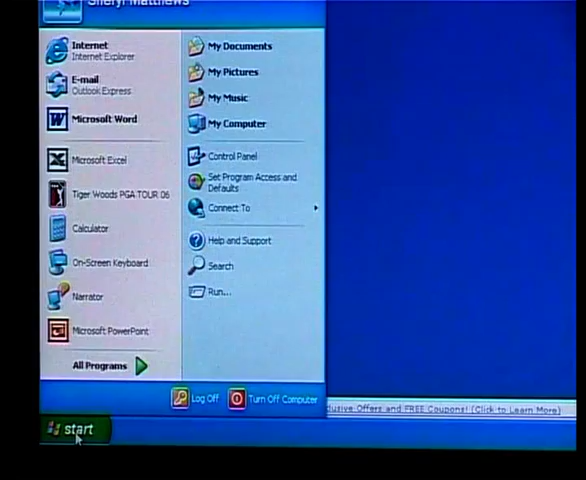 Sheryl Matthews
Internet
Internet Explorer
E-mail
Outlook Express
Microsoft Word
Microsoft Excel
Tiger Woods PGA TOUR 06
Calculator
On-Screen Keyboard
Narrator
Microsoft PowerPoint
All Programs
My Documents
My Pictures
My Music
My Computer
Control Panel
Set Program Access and
Defaults
Connect To
Help and Support
Search
Run...
Log Off
Turn Off Computer
Offers and FREE Coupons! (Click to Learn More)
start